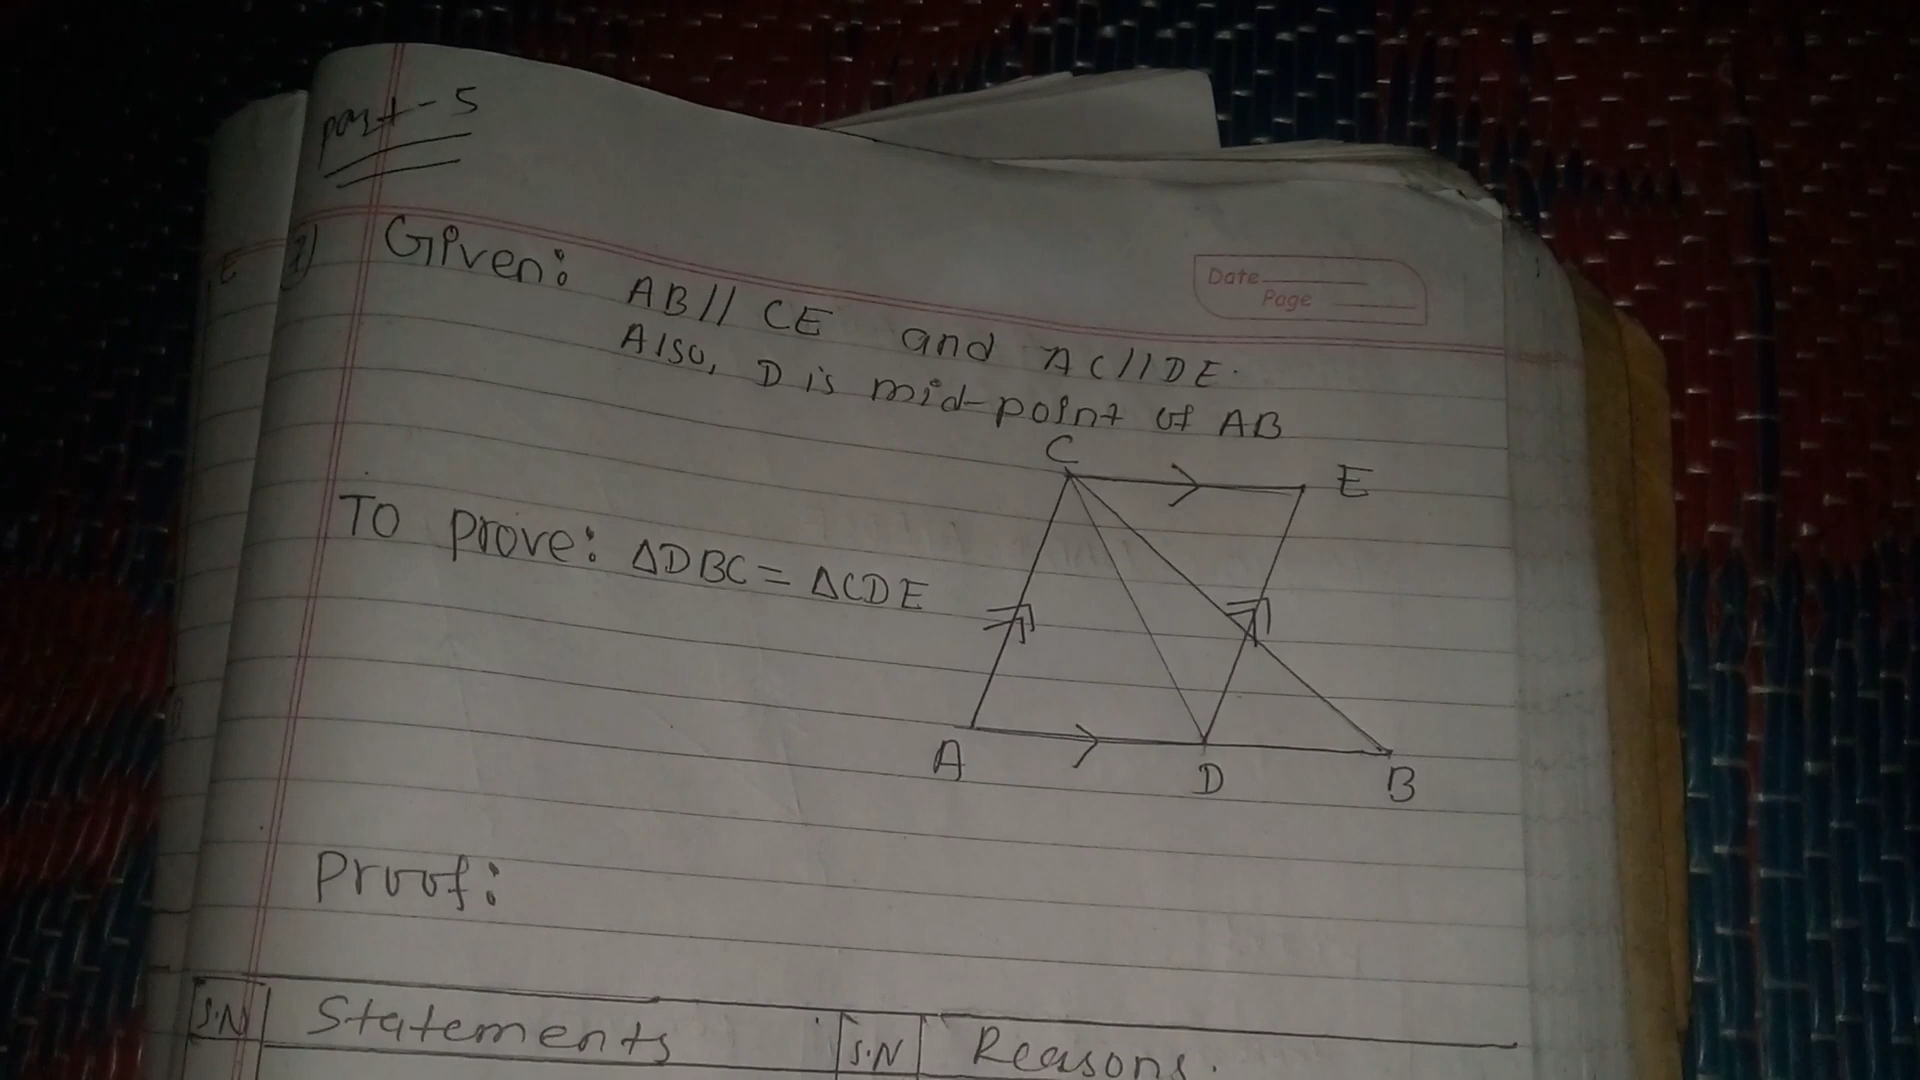 part-5
Date
Page
7) Given: AB // CE and AC//DE.
Also, D is mid-point of AB
C
E
To prove: ΔDBC = ΔCDE
A
D
B
Proof:
S.N Statements S.N Reasons.